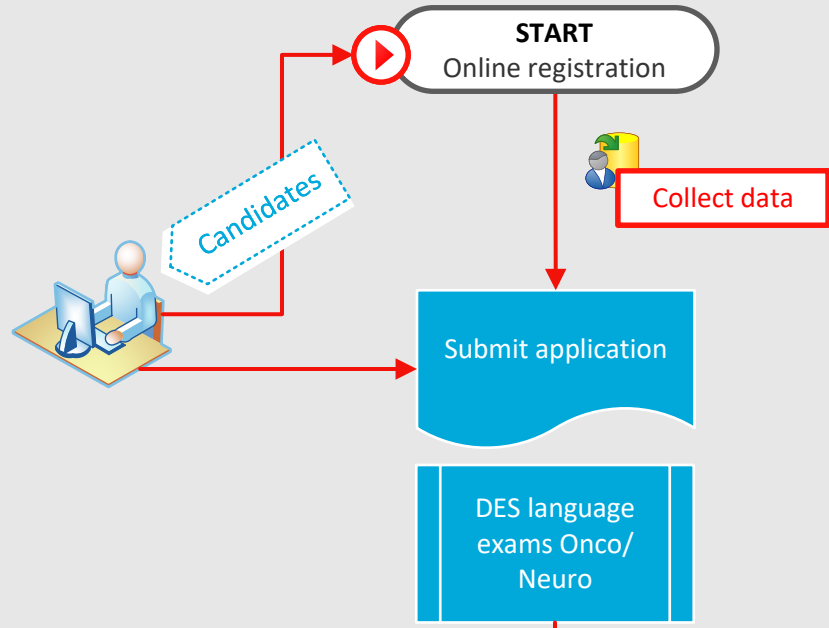 START
Online registration
Collect data
Candidates
Submit application
DES language
exams Onco/
Neuro